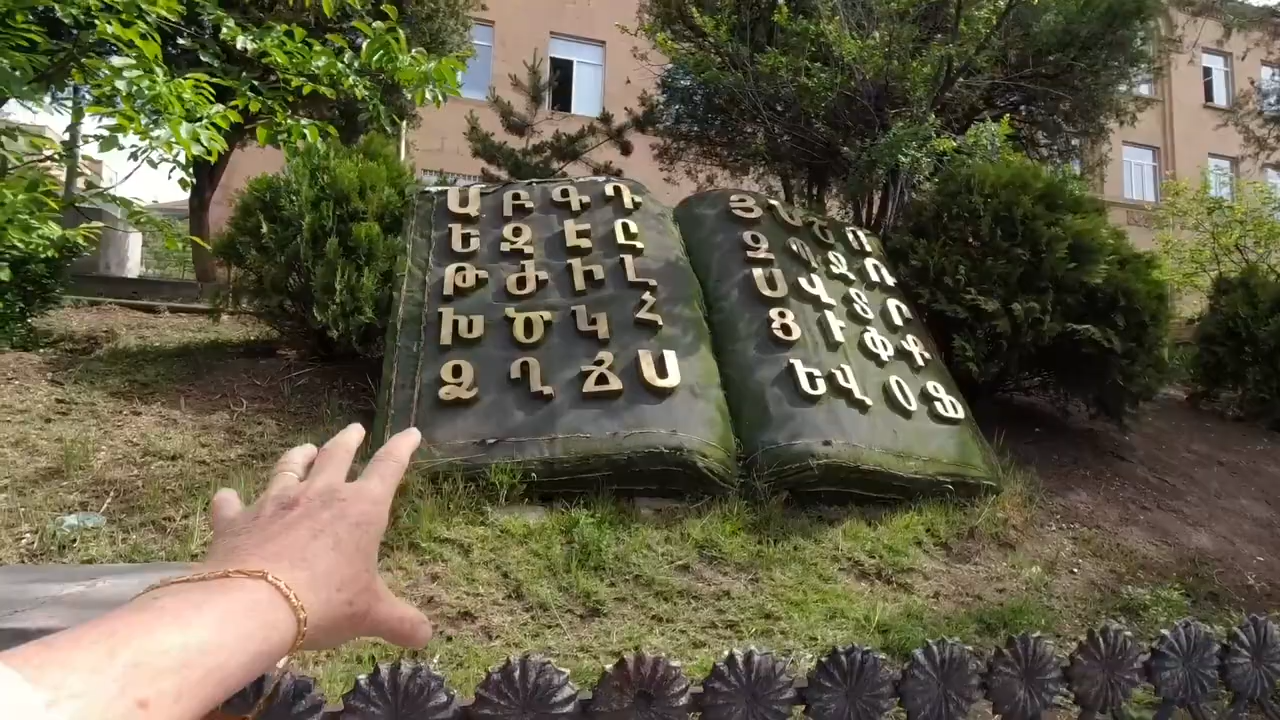 Ա Բ Գ Դ
Ե Զ Է Ը
Թ Ժ Ի Լ
Խ Ծ Կ Հ
Ձ Ղ Ճ Մ
Յ Ն Շ Ո
Չ Պ Ջ Ռ
Ս Վ Տ Ր
Ց Ւ Փ Ք
ԵՎ Օ Ֆ